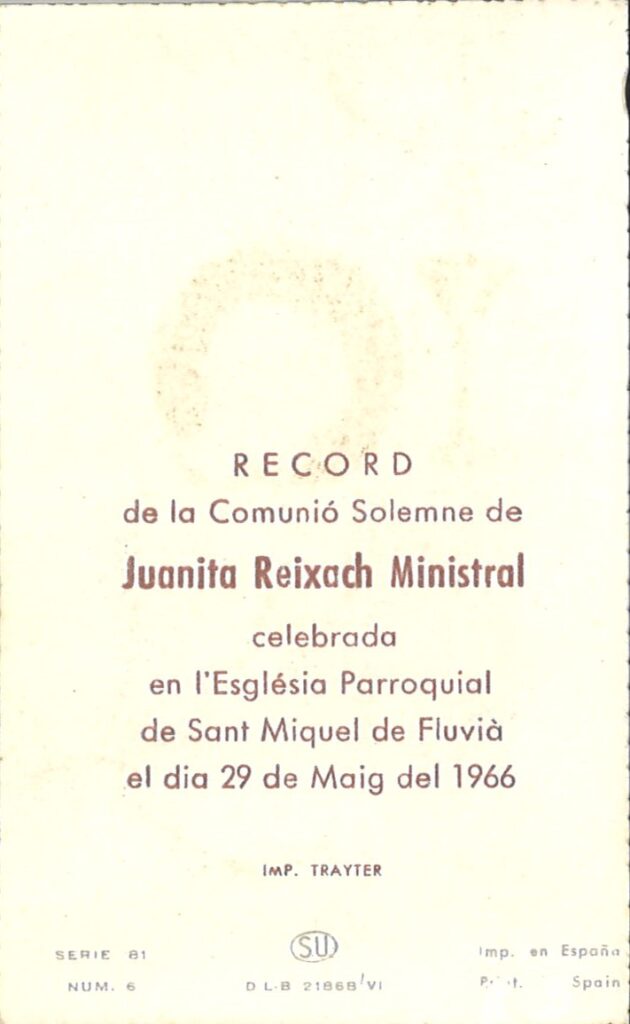 RECORD
de la Comunió Solemne de
Juanita Reixach Ministral
celebrada
en l'Església Parroquial
de Sant Miquel de Fluvià
el dia 29 de Maig del 1966
IMP. TRAYTER
SERIE 81
NUM. 6
S.U.
D L-B 21868/VI
Imp. en España
Spain